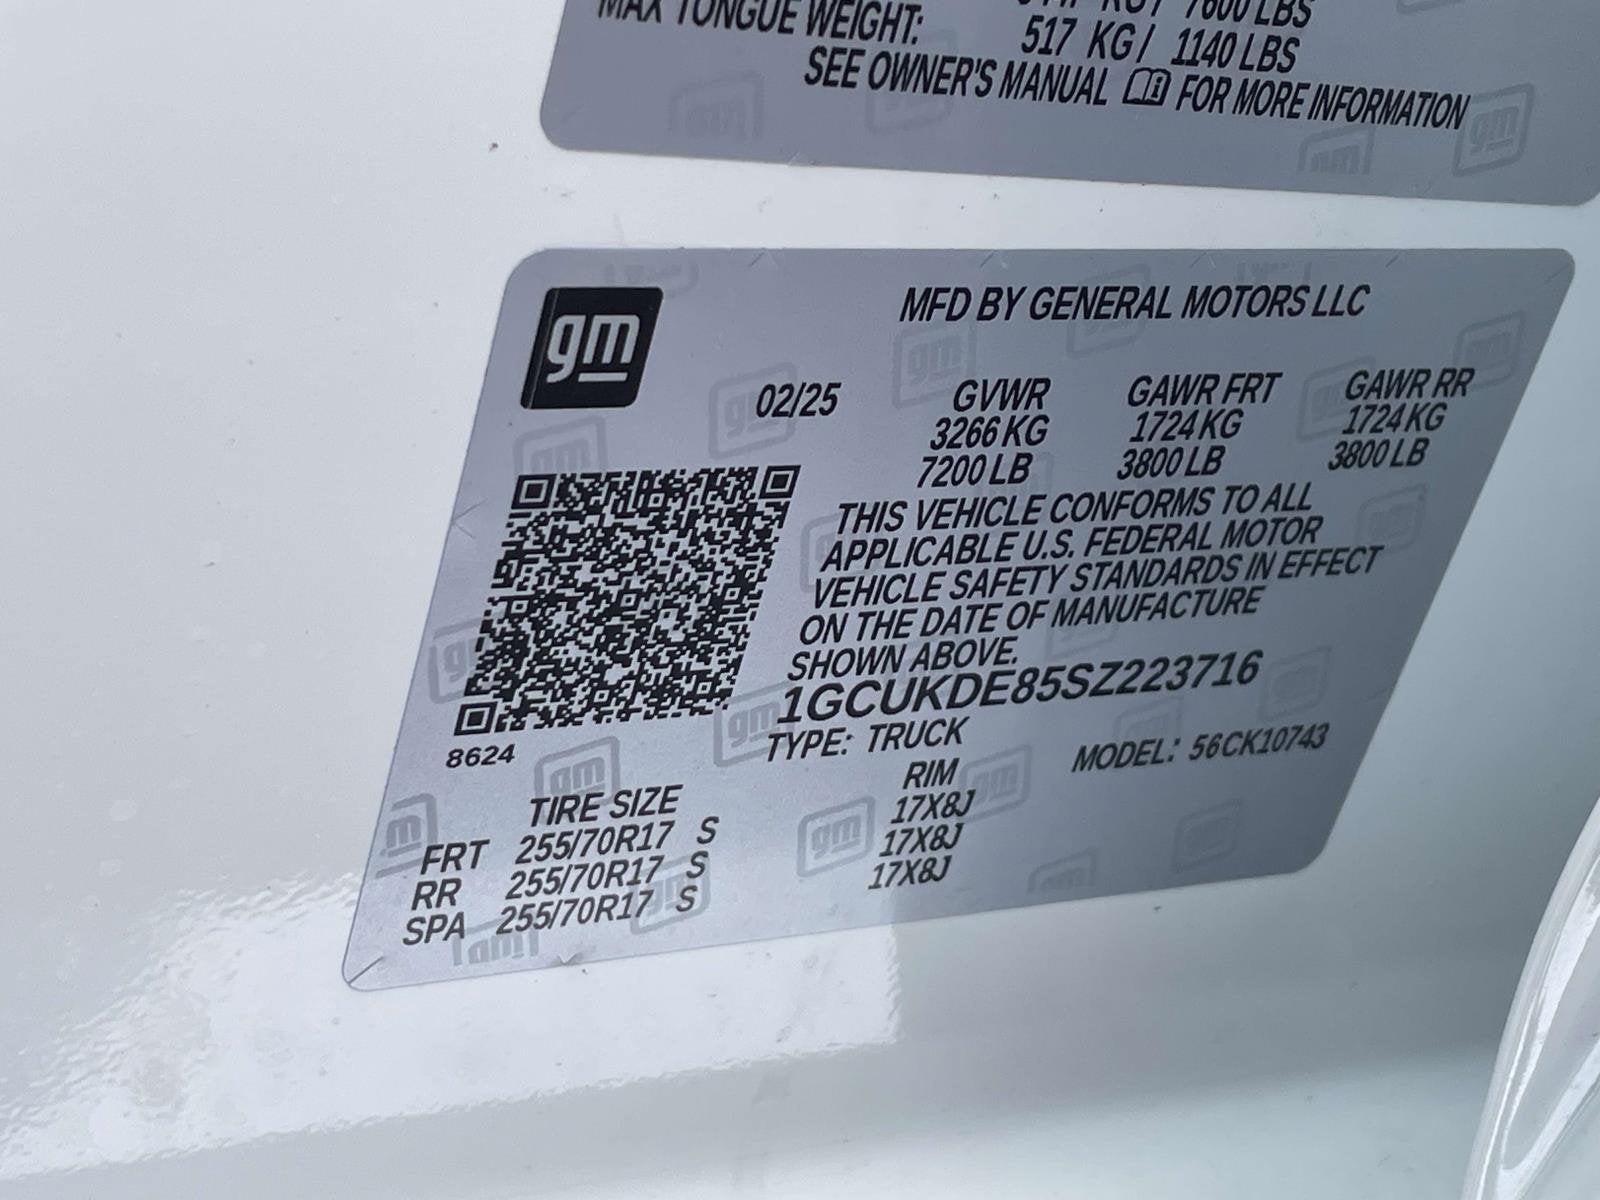 7600 LBS
MAX TONGUE WEIGHT: 517 KG/ 1140 LBS
SEE OWNER'S MANUAL FOR MORE INFORMATION
gm
MFD BY GENERAL MOTORS LLC
02/25 GVWR GAWR FRT GAWR RR
3266 KG 1724 KG 1724 KG
7200 LB 3800 LB 3800 LB
THIS VEHICLE CONFORMS TO ALL
APPLICABLE U.S. FEDERAL MOTOR
VEHICLE SAFETY STANDARDS IN EFFECT
ON THE DATE OF MANUFACTURE
SHOWN ABOVE.
1GCUKDE85SZ223716
8624
TYPE: TRUCK MODEL: 56CK10743
TIRE SIZE RIM
FRT 255/70R17 S 17X8J
RR 255/70R17 S 17X8J
SPA 255/70R17 S 17X8J